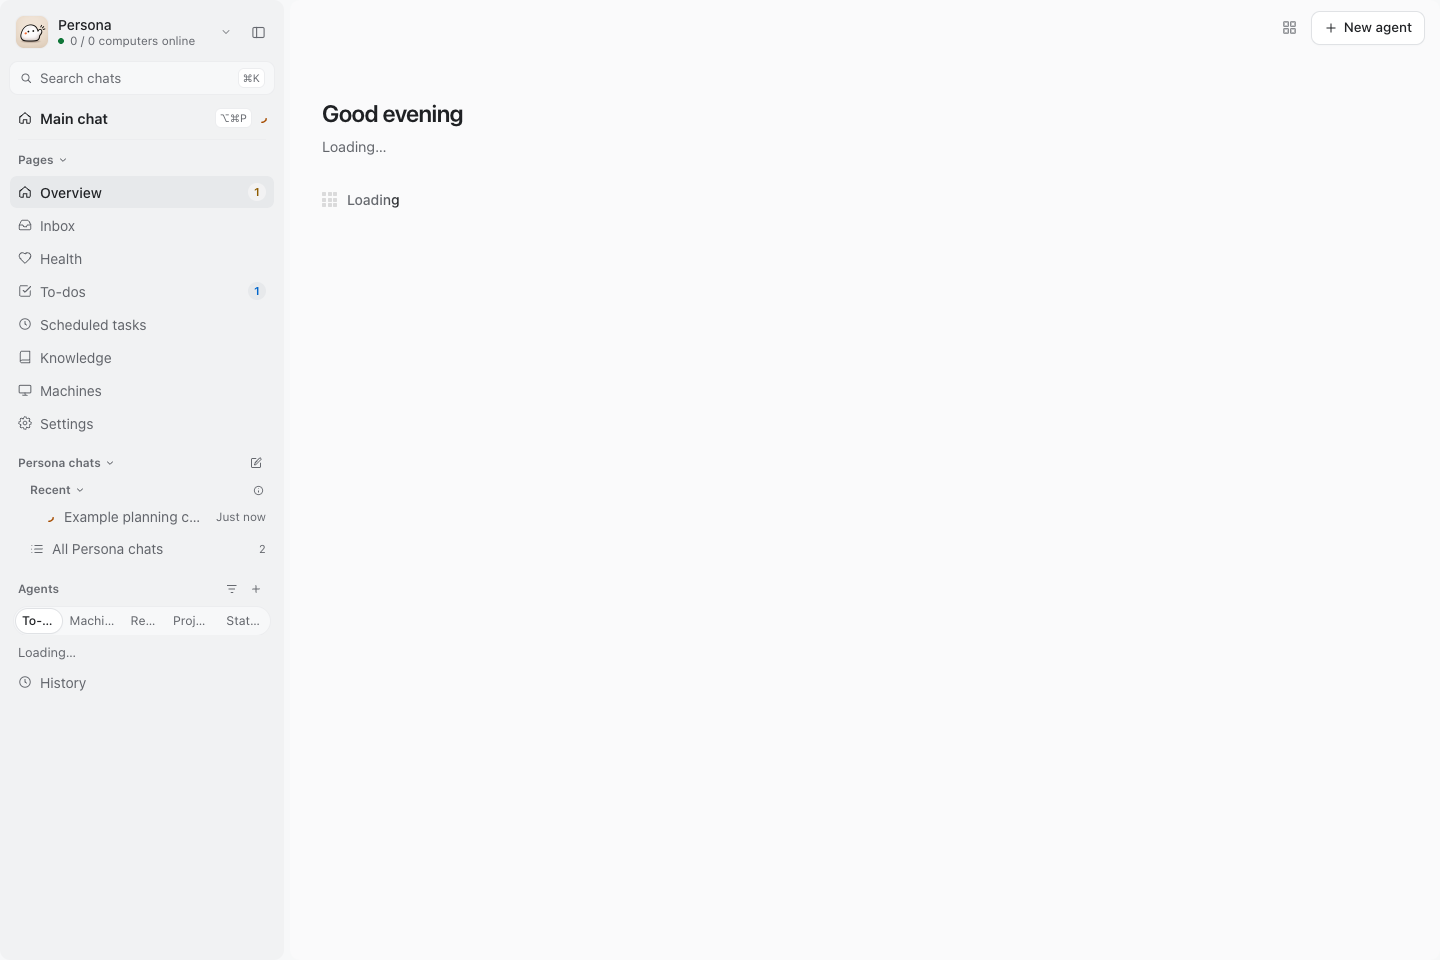 Persona
0 / 0 computers online
Search chats ⌘K
Main chat ⌥⌘P
Pages
Overview 1
Inbox
Health
To-dos 1
Scheduled tasks
Knowledge
Machines
Settings
Persona chats
Recent
Example planning c... Just now
All Persona chats 2
Agents
To-... Machi... Re... Proj... Stat...
Loading...
History
New agent
Good evening
Loading...
Loading